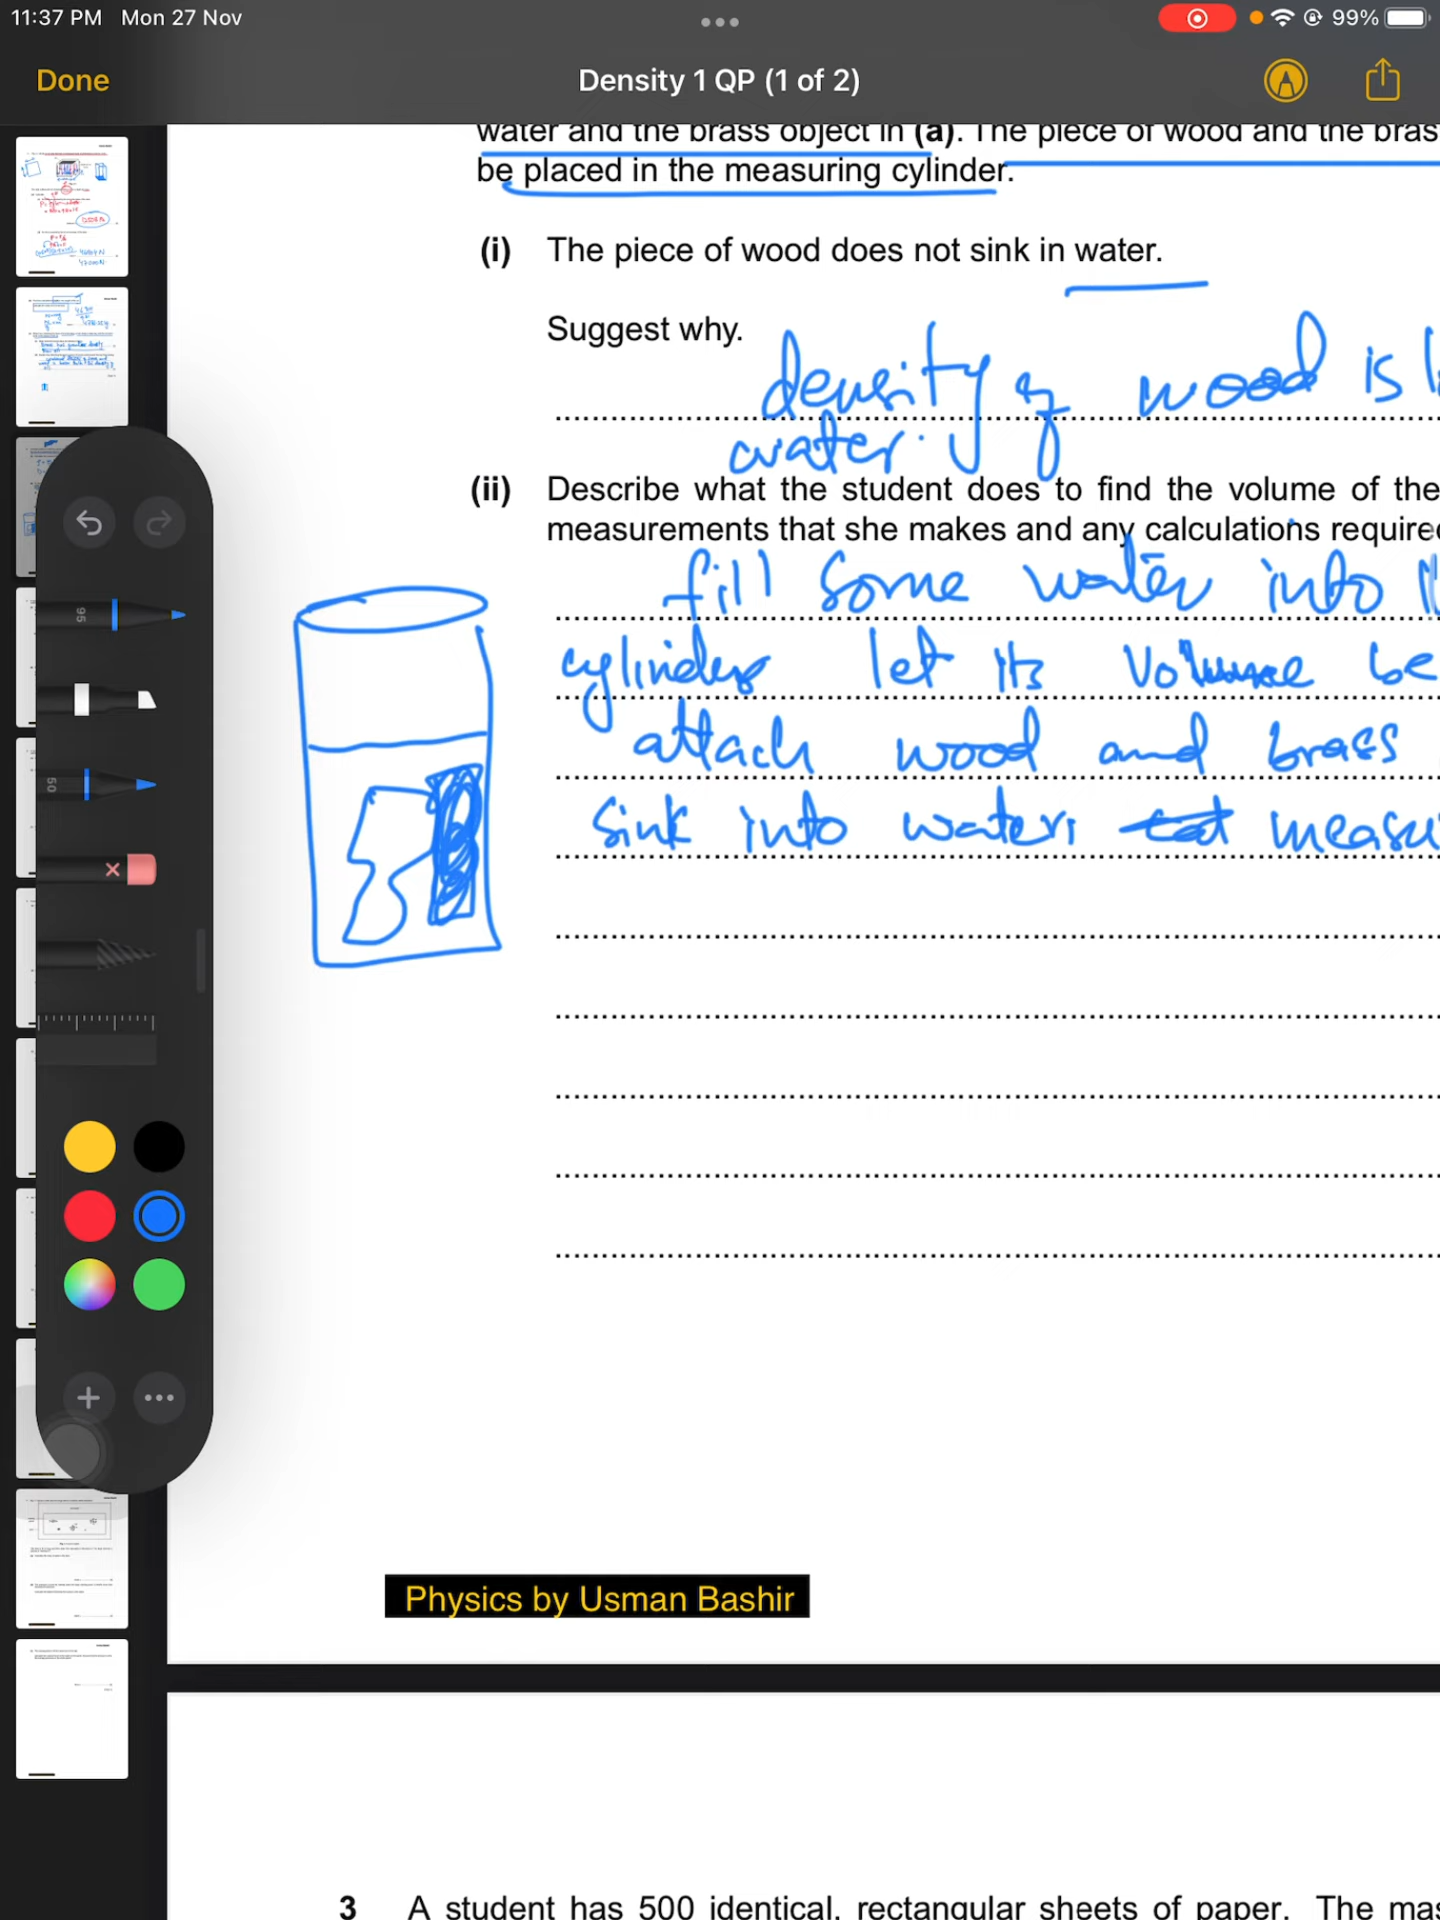 11:37 PM Mon 27 Nov
99%
Done
Density 1 QP (1 of 2)
water and the brass object in (a). The piece of wood and the bras
be placed in the measuring cylinder.
(i) The piece of wood does not sink in water.
Suggest why.
density of wood is
water.
(ii) Describe what the student does to find the volume of the
measurements that she makes and any calculations require
fill some water into
cylinder let its volume be
attach wood and brass
sink into water, measu
95
50
Physics by Usman Bashir
3 A student has 500 identical, rectangular sheets of paper. The mas